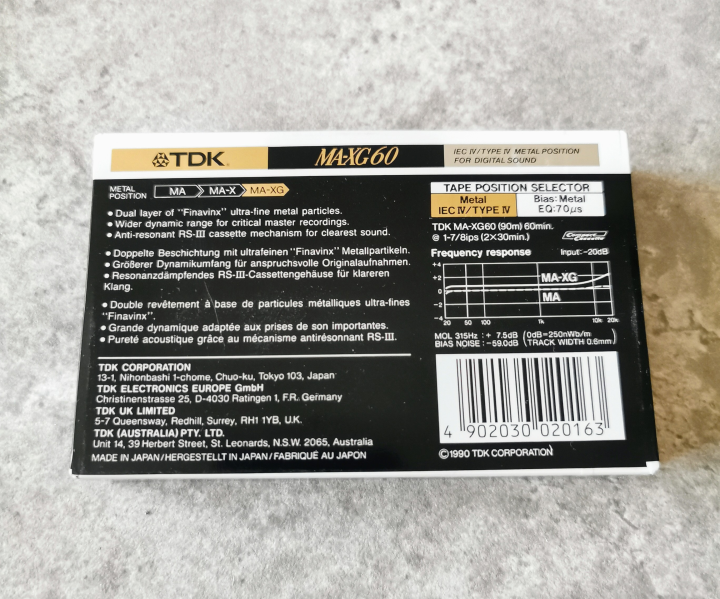 TDK.
MA-XG60
IEC IV/TYPE IV METAL POSITION
FOR DIGITAL SOUND
METAL
POSITION
MA MA-X MA-XG
● Dual layer of "Finavinx" ultra-fine metal particles.
● Wider dynamic range for critical master recordings.
● Anti-resonant RS-III cassette mechanism for clearest sound.
● Doppelte Beschichtung mit ultrafeinen "Finavinx" Metallpartikeln.
● Größerer Dynamikumfang für anspruchsvolle Originalaufnahmen.
● Resonanzdämpfendes RS-III-Cassettengehäuse für klareren
Klang.
● Double revêtement à base de particules métalliques ultra-fines
"Finavinx".
● Grande dynamique adaptée aux prises de son importantes.
● Pureté acoustique grâce au mécanisme antirésonnant RS-III.
TDK CORPORATION
13-1, Nihonbashi 1-chome, Chuo-ku, Tokyo 103, Japan
TDK ELECTRONICS EUROPE GmbH
Christinenstrasse 25, D-4030 Ratingen 1, F.R. Germany
TDK UK LIMITED
5-7 Queensway, Redhill, Surrey, RH1 1YB, U.K.
TDK (AUSTRALIA) PTY. LTD.
Unit 14, 39 Herbert Street, St. Leonards, N.S.W. 2065, Australia
MADE IN JAPAN/HERGESTELLT IN JAPAN/FABRIQUÉ AU JAPON
TAPE POSITION SELECTOR
Metal
IEC IV/TYPE IV
Bias: Metal
EQ: 70µs
TDK MA-XG60 (90m) 60min.
@ 1-7/8ips (2×30min.)
Compact Cassette
Frequency response Input: -20dB
+4
+2
0
-2
-4
MA-XG
MA
20 50 100 1k 10k 20k
MOL 315Hz : + 7.5dB (0dB=250nWb/m
BIAS NOISE : -59.0dB (TRACK WIDTH 0.6mm)
4 902030 020163
©1990 TDK CORPORATION